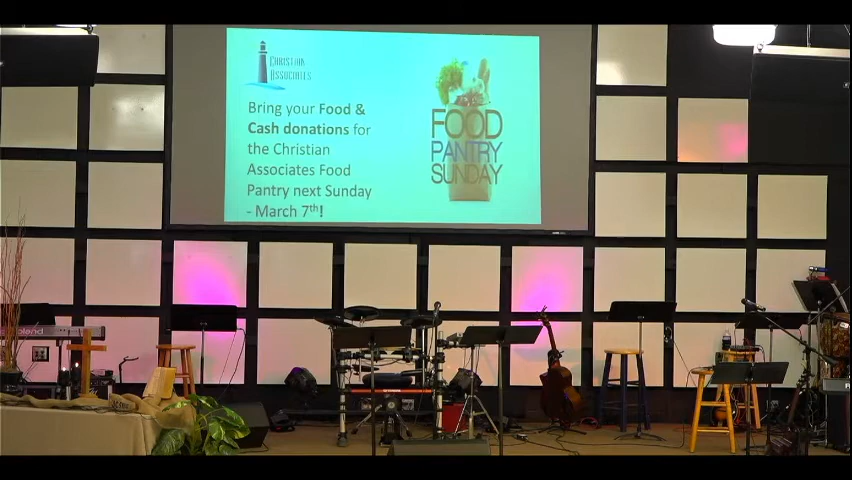 CHRISTIAN
ASSOCIATES
Bring your Food &
Cash donations for
the Christian
Associates Food
Pantry next Sunday
- March 7th!
FOOD
PANTRY
SUNDAY
Roland